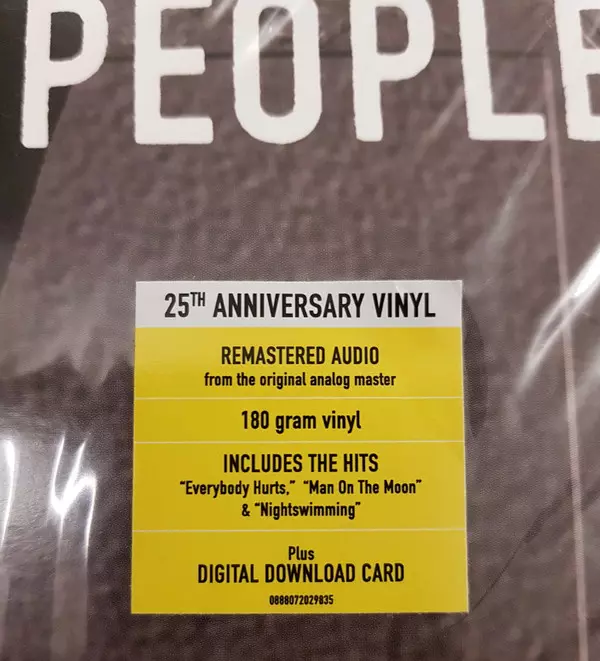 PEOPLE
25TH ANNIVERSARY VINYL
REMASTERED AUDIO
from the original analog master
180 gram vinyl
INCLUDES THE HITS
“Everybody Hurts,” “Man On The Moon”
& “Nightswimming”
Plus
DIGITAL DOWNLOAD CARD
0888072029835